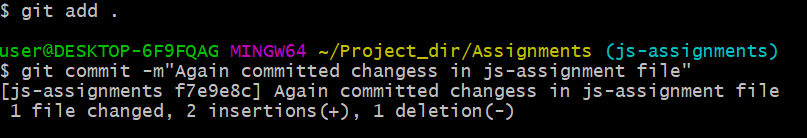 $ git add .
user@DESKTOP-6F9FQAG MINGW64 ~/Project_dir/Assignments (js-assignments)
$ git commit -m"Again committed changess in js-assignment file"
[js-assignments f7e9e8c] Again committed changess in js-assignment file
 1 file changed, 2 insertions(+), 1 deletion(-)